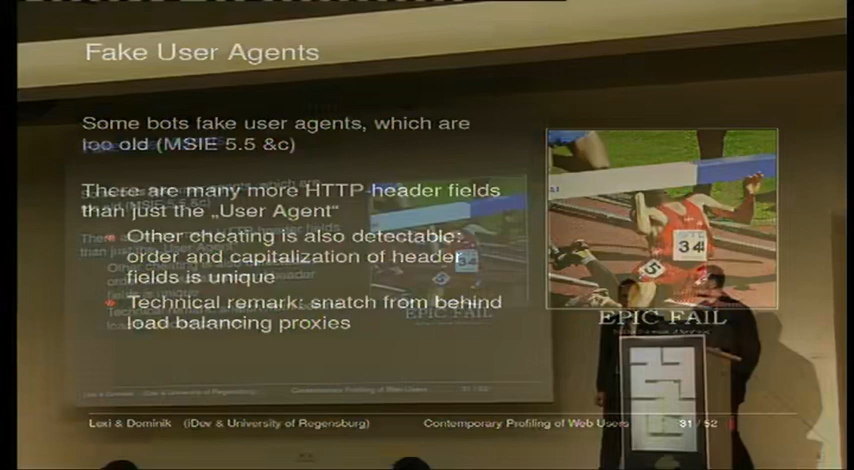 Fake User Agents
Some bots fake user agents, which are
too old (MSIE 5.5 &c)
There are many more HTTP-header fields
than just the „User Agent“
Other cheating is also detectable:
order and capitalization of header
fields is unique
Technical remark: snatch from behind
load balancing proxies
34
5
EPIC FAIL
Lexi & Dominik (iDev & University of Regensburg)
Contemporary Profiling of Web Users
31 / 52